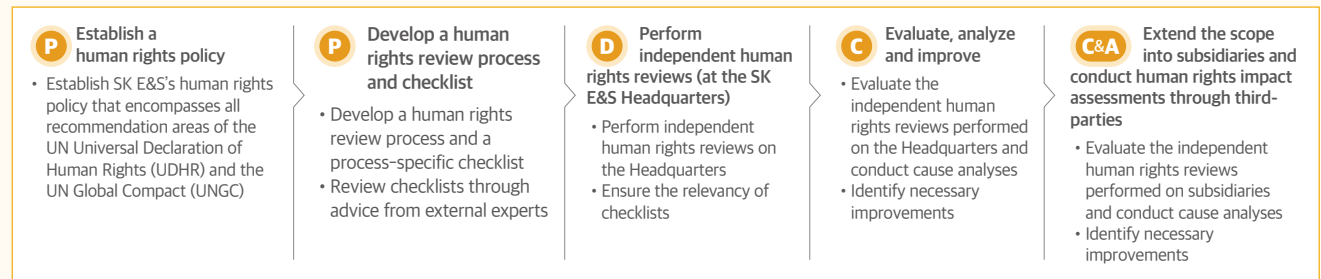 P
Establish a
human rights policy
• Establish SK E&S's human rights
policy that encompasses all
recommendation areas of the
UN Universal Declaration of
Human Rights (UDHR) and the
UN Global Compact (UNGC)
P
Develop a human
rights review process
and checklist
• Develop a human rights
review process and a
process-specific checklist
• Review checklists through
advice from external experts
D
Perform
independent human
rights reviews (at the SK
E&S Headquarters)
• Perform independent
human rights reviews on
the Headquarters
• Ensure the relevancy of
checklists
C
Evaluate, analyze
and improve
• Evaluate the
independent human
rights reviews performed
on the Headquarters and
conduct cause analyses
• Identify necessary
improvements
C&A
Extend the scope
into subsidiaries and
conduct human rights impact
assessments through third-
parties
• Evaluate the independent
human rights reviews
performed on subsidiaries
and conduct cause analyses
• Identify necessary
improvements